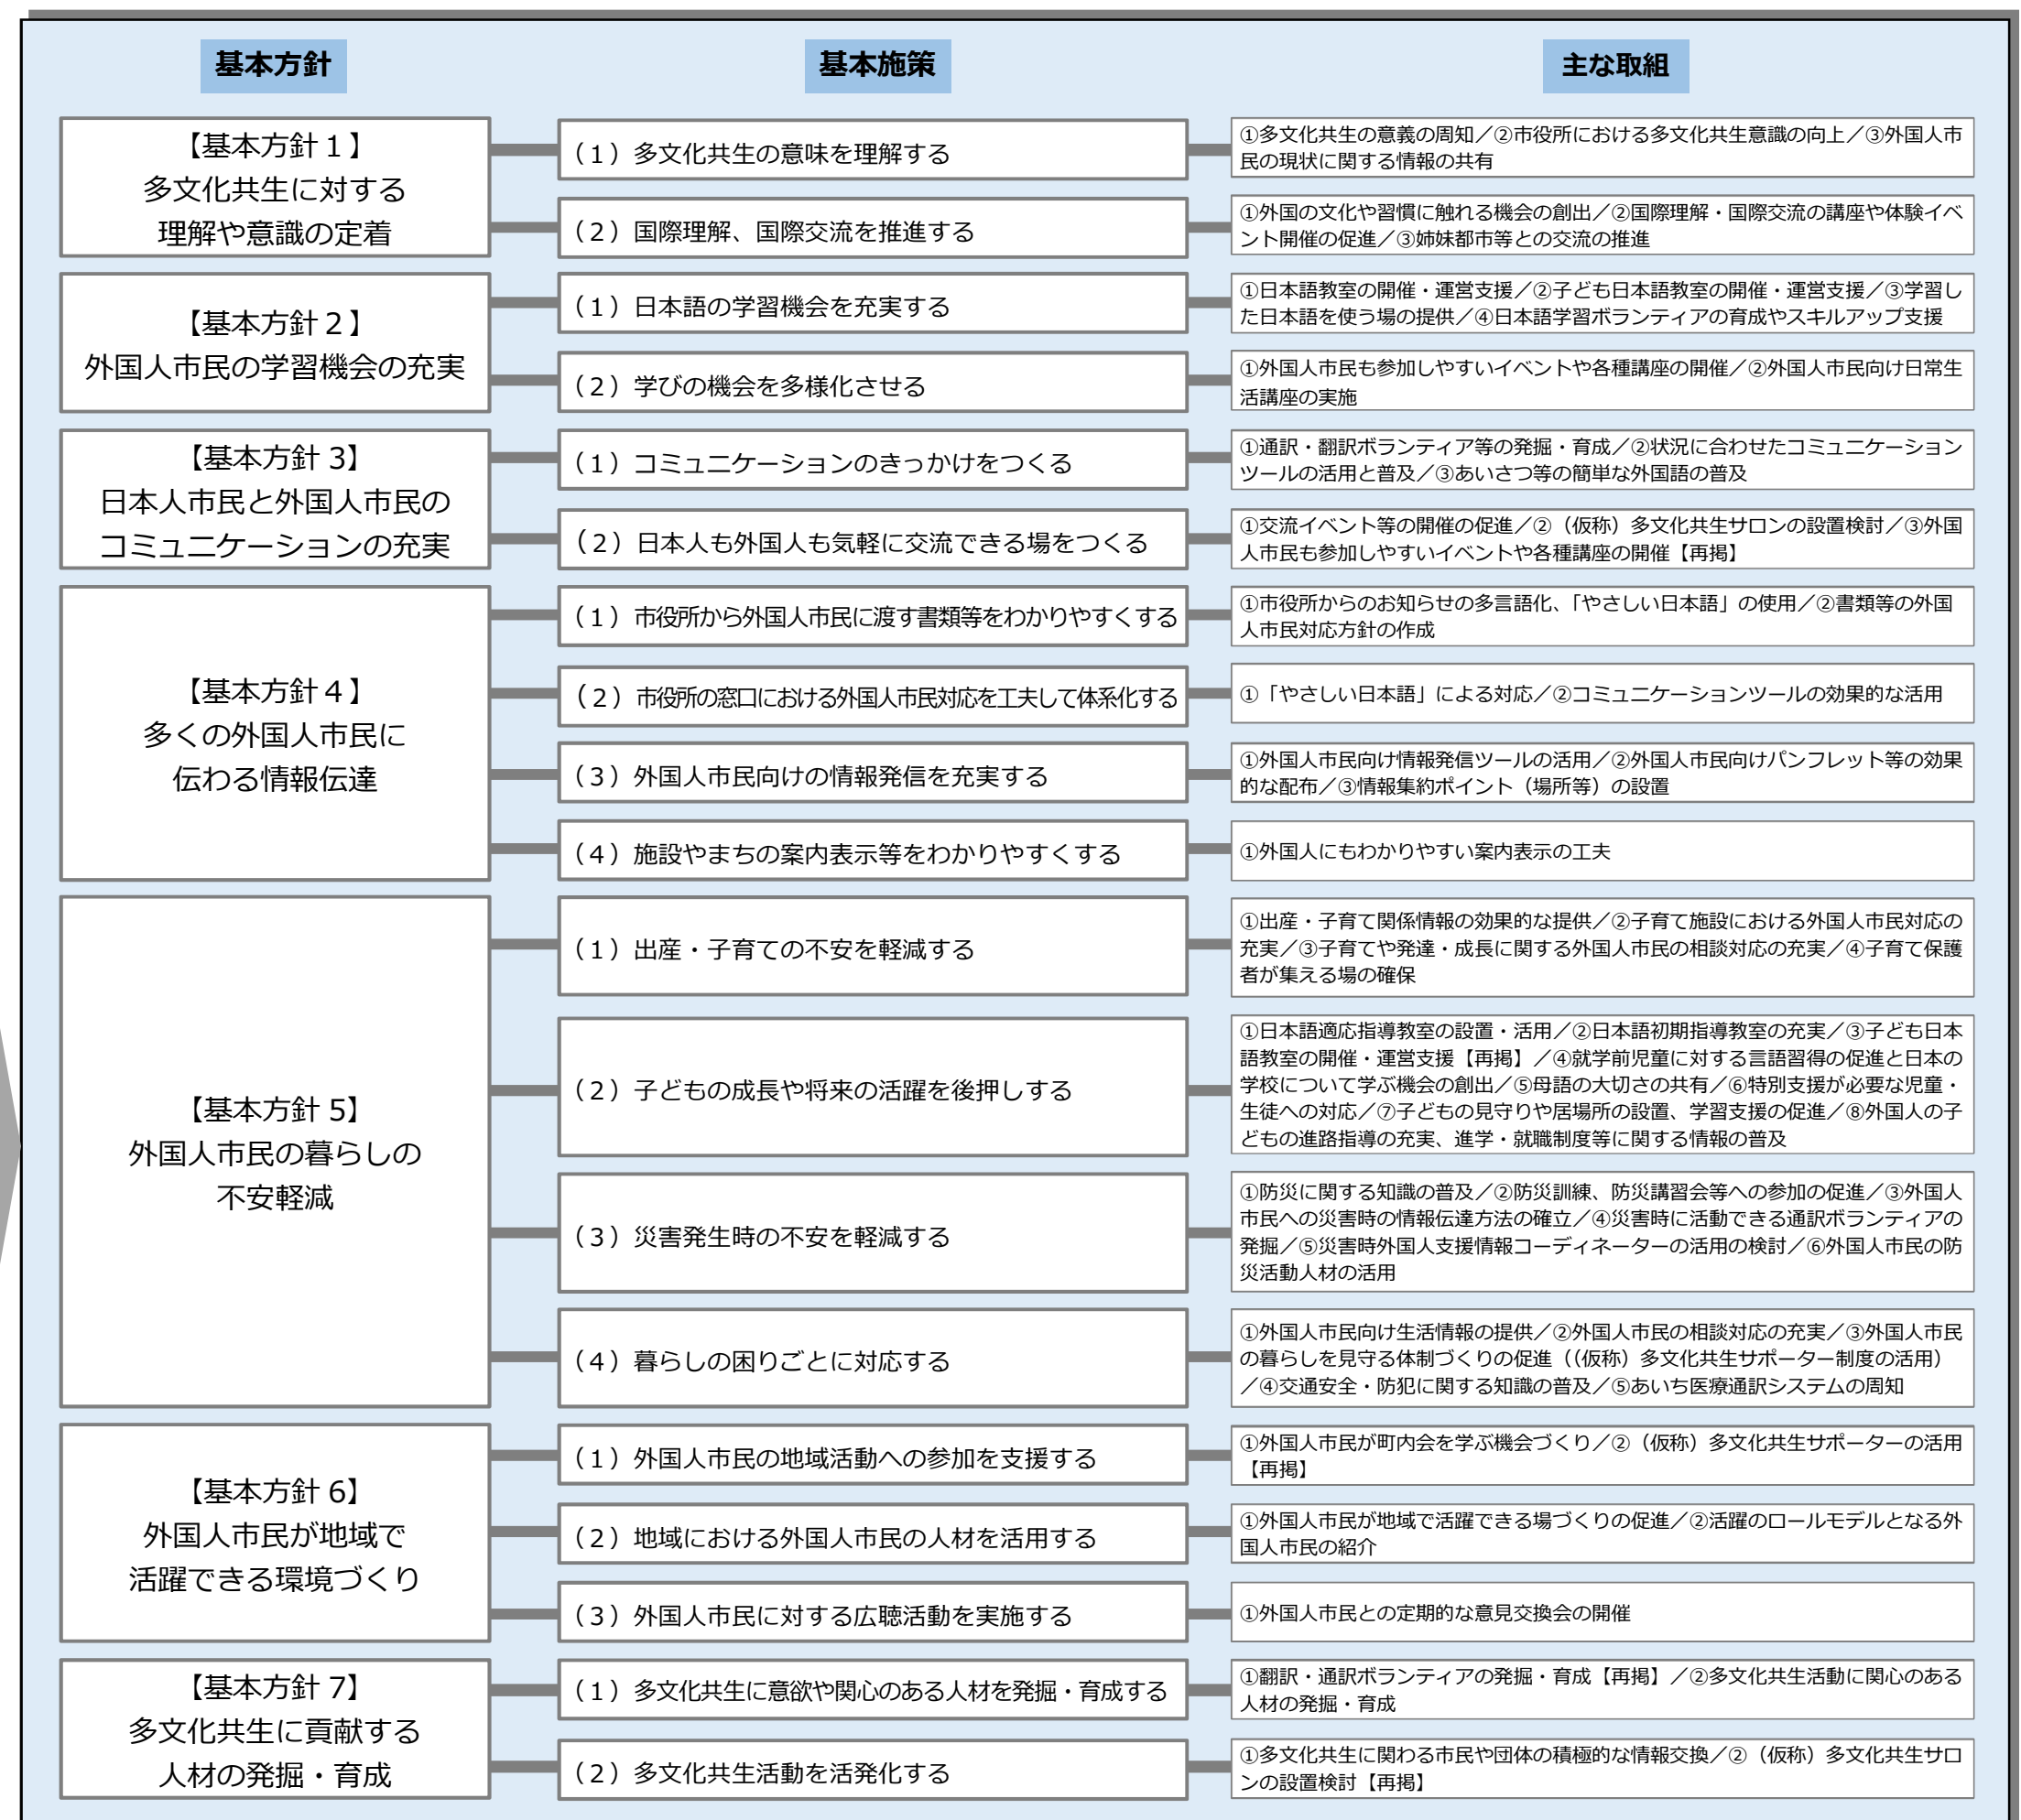 基本方針
基本施策
主な取組
【基本方針１】
多文化共生に対する
理解や意識の定着
（１）多文化共生の意味を理解する
①多文化共生の意義の周知／②市役所における多文化共生意識の向上／③外国人市
民の現状に関する情報の共有
（２）国際理解、国際交流を推進する
①外国の文化や習慣に触れる機会の創出／②国際理解・国際交流の講座や体験イベ
ント開催の促進／③姉妹都市等との交流の推進
【基本方針２】
外国人市民の学習機会の充実
（１）日本語の学習機会を充実する
①日本語教室の開催・運営支援／②子ども日本語教室の開催・運営支援／③学習し
た日本語を使う場の提供／④日本語学習ボランティアの育成やスキルアップ支援
（２）学びの機会を多様化させる
①外国人市民も参加しやすいイベントや各種講座の開催／②外国人市民向け日常生
活講座の実施
【基本方針 3】
日本人市民と外国人市民の
コミュニケーションの充実
（１）コミュニケーションのきっかけをつくる
①通訳・翻訳ボランティア等の発掘・育成／②状況に合わせたコミュニケーション
ツールの活用と普及／③あいさつ等の簡単な外国語の普及
（２）日本人も外国人も気軽に交流できる場をつくる
①交流イベント等の開催の促進／②（仮称）多文化共生サロンの設置検討／③外国
人市民も参加しやすいイベントや各種講座の開催【再掲】
【基本方針４】
多くの外国人市民に
伝わる情報伝達
（１）市役所から外国人市民に渡す書類等をわかりやすくする
①市役所からのお知らせの多言語化、「やさしい日本語」の使用／②書類等の外国
人市民対応方針の作成
（２）市役所の窓口における外国人市民対応を工夫して体系化する
①「やさしい日本語」による対応／②コミュニケーションツールの効果的な活用
（３）外国人市民向けの情報発信を充実する
①外国人市民向け情報発信ツールの活用／②外国人市民向けパンフレット等の効果
的な配布／③情報集約ポイント（場所等）の設置
（４）施設やまちの案内表示等をわかりやすくする
①外国人にもわかりやすい案内表示の工夫
【基本方針 5】
外国人市民の暮らしの
不安軽減
（１）出産・子育ての不安を軽減する
①出産・子育て関係情報の効果的な提供／②子育て施設における外国人市民対応の
充実／③子育てや発達・成長に関する外国人市民の相談対応の充実／④子育て保護
者が集える場の確保
（２）子どもの成長や将来の活躍を後押しする
①日本語適応指導教室の設置・活用／②日本語初期指導教室の充実／③子ども日本
語教室の開催・運営支援【再掲】／④就学前児童に対する言語習得の促進と日本の
学校について学ぶ機会の創出／⑤母語の大切さの共有／⑥特別支援が必要な児童・
生徒への対応／⑦子どもの見守りや居場所の設置、学習支援の促進／⑧外国人の子
どもの進路指導の充実、進学・就職制度等に関する情報の普及
（３）災害発生時の不安を軽減する
①防災に関する知識の普及／②防災訓練、防災講習会等への参加の促進／③外国人
市民への災害時の情報伝達方法の確立／④災害時に活動できる通訳ボランティアの
発掘／⑤災害時外国人支援情報コーディネーターの活用の検討／⑥外国人市民の防
災活動人材の活用
（４）暮らしの困りごとに対応する
①外国人市民向け生活情報の提供／②外国人市民の相談対応の充実／③外国人市民
の暮らしを見守る体制づくりの促進（（仮称）多文化共生サポーター制度の活用）
／④交通安全・防犯に関する知識の普及／⑤あいち医療通訳システムの周知
【基本方針 6】
外国人市民が地域で
活躍できる環境づくり
（１）外国人市民の地域活動への参加を支援する
①外国人市民が町内会を学ぶ機会づくり／②（仮称）多文化共生サポーターの活用
【再掲】
（２）地域における外国人市民の人材を活用する
①外国人市民が地域で活躍できる場づくりの促進／②活躍のロールモデルとなる外
国人市民の紹介
（３）外国人市民に対する広聴活動を実施する
①外国人市民との定期的な意見交換会の開催
【基本方針 7】
多文化共生に貢献する
人材の発掘・育成
（１）多文化共生に意欲や関心のある人材を発掘・育成する
①翻訳・通訳ボランティアの発掘・育成【再掲】／②多文化共生活動に関心のある
人材の発掘・育成
（２）多文化共生活動を活発化する
①多文化共生に関わる市民や団体の積極的な情報交換／②（仮称）多文化共生サロ
ンの設置検討【再掲】